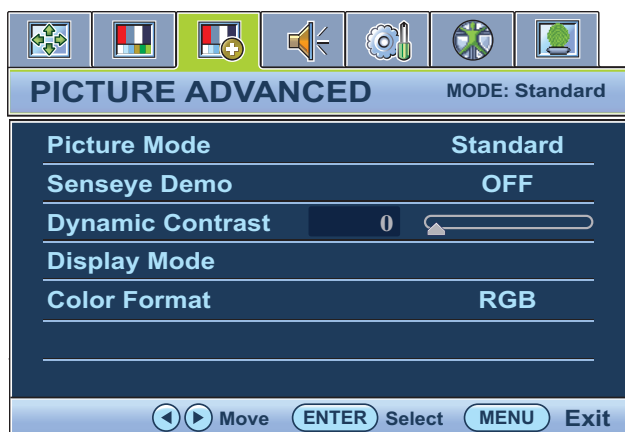 PICTURE ADVANCED MODE: Standard
Picture Mode Standard
Senseye Demo OFF
Dynamic Contrast 0
Display Mode
Color Format RGB
Move ENTER Select MENU Exit